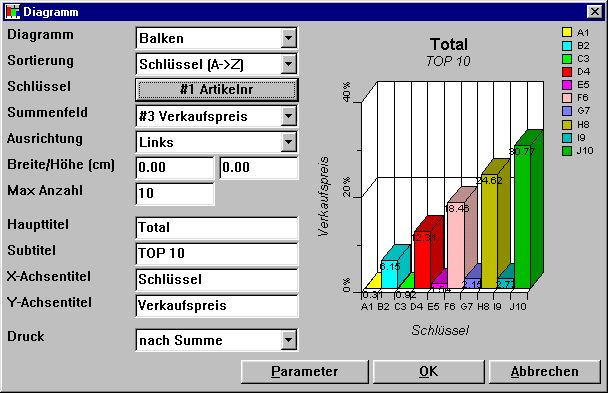 Diagramm
Diagramm Balken
Sortierung Schlüssel (A->Z)
Schlüssel #1 Artikelnr
Summenfeld #3 Verkaufspreis
Ausrichtung Links
Breite/Höhe (cm) 0.00 0.00
Max Anzahl 10
Haupttitel Total
Subtitel TOP 10
X-Achsentitel Schlüssel
Y-Achsentitel Verkaufspreis
Druck nach Summe
Total
TOP 10
A1
B2
C3
D4
E5
F6
G7
H8
I9
J10
40%
20%
0%
Verkaufspreis
30.77
24.62
18.46
12.31
6.15
0.31 0.92 2.15 2.77
A1 B2 C3 D4 E5 F6 G7 H8 I9 J10
Schlüssel
Parameter OK Abbrechen